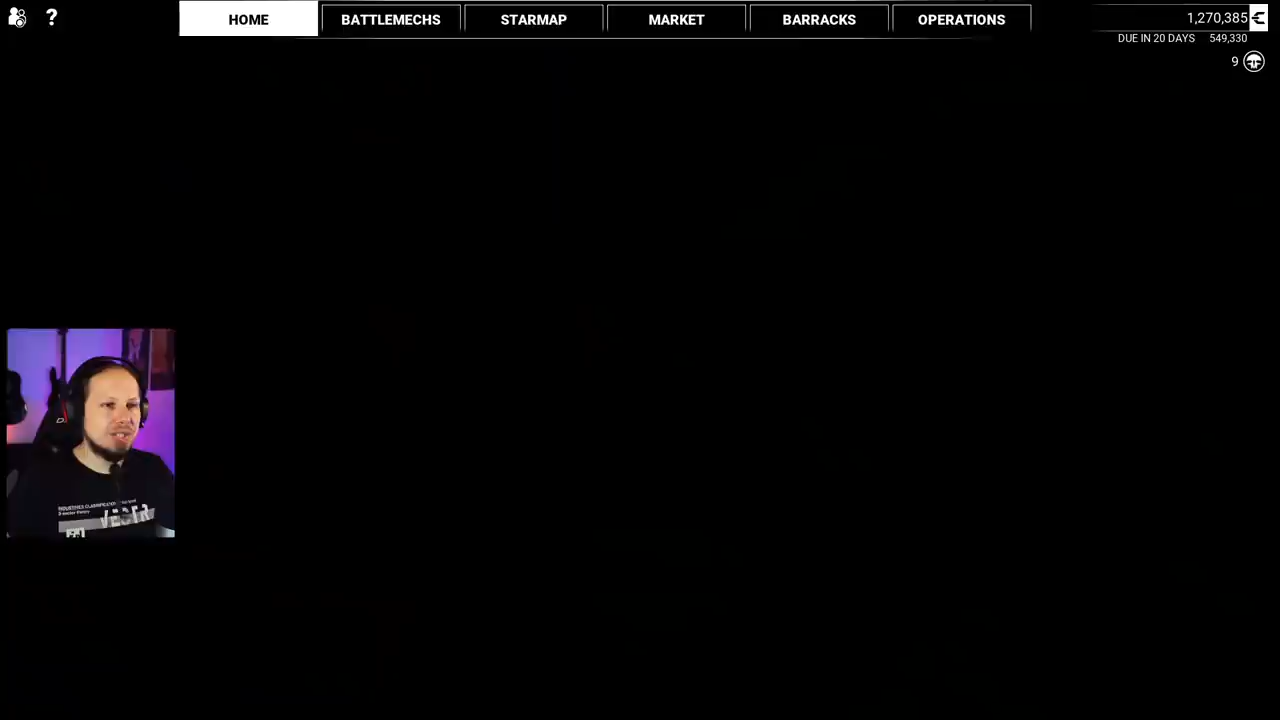 ?
HOME
BATTLEMECHS
STARMAP
MARKET
BARRACKS
OPERATIONS
1,270,385
DUE IN 20 DAYS 549,330
9